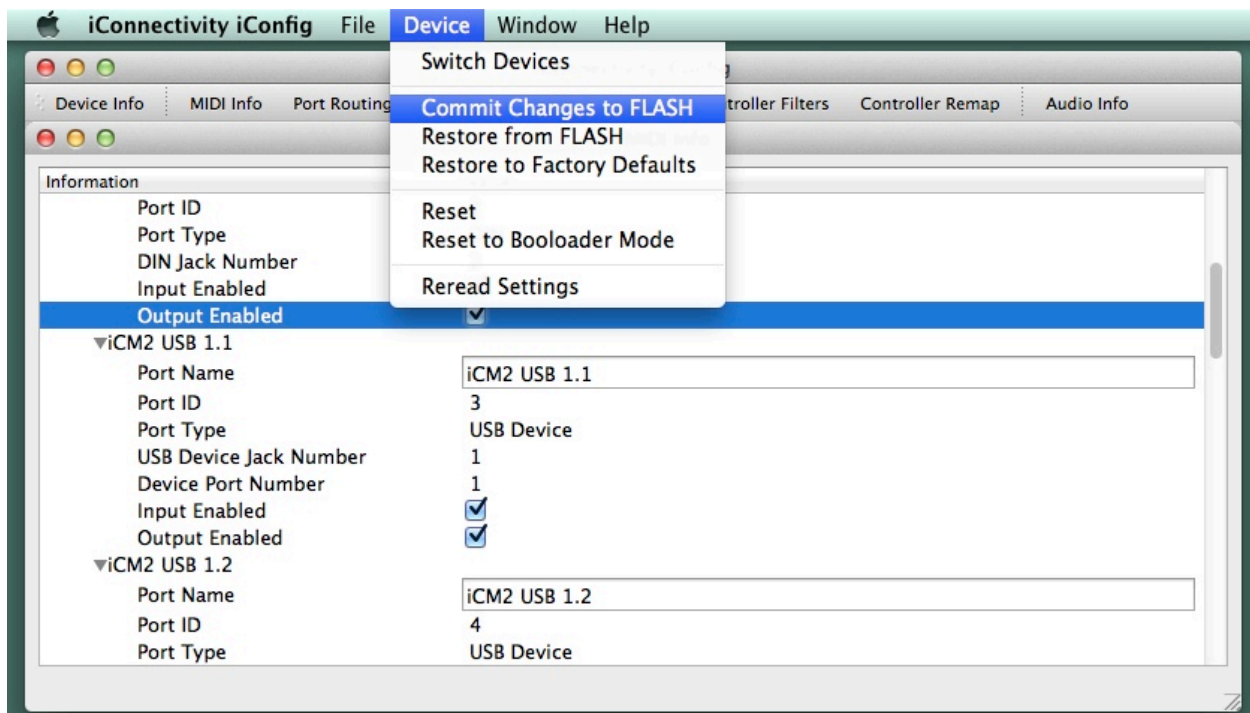 iConnectivity iConfig File Device Window Help
Switch Devices
Commit Changes to FLASH
Restore from FLASH
Restore to Factory Defaults
Reset
Reset to Booloader Mode
Reread Settings
Device Info MIDI Info Port Routing troller Filters Controller Remap Audio Info
Information
Port ID
Port Type
DIN Jack Number
Input Enabled
Output Enabled
iCM2 USB 1.1
Port Name iCM2 USB 1.1
Port ID 3
Port Type USB Device
USB Device Jack Number 1
Device Port Number 1
Input Enabled
Output Enabled
iCM2 USB 1.2
Port Name iCM2 USB 1.2
Port ID 4
Port Type USB Device